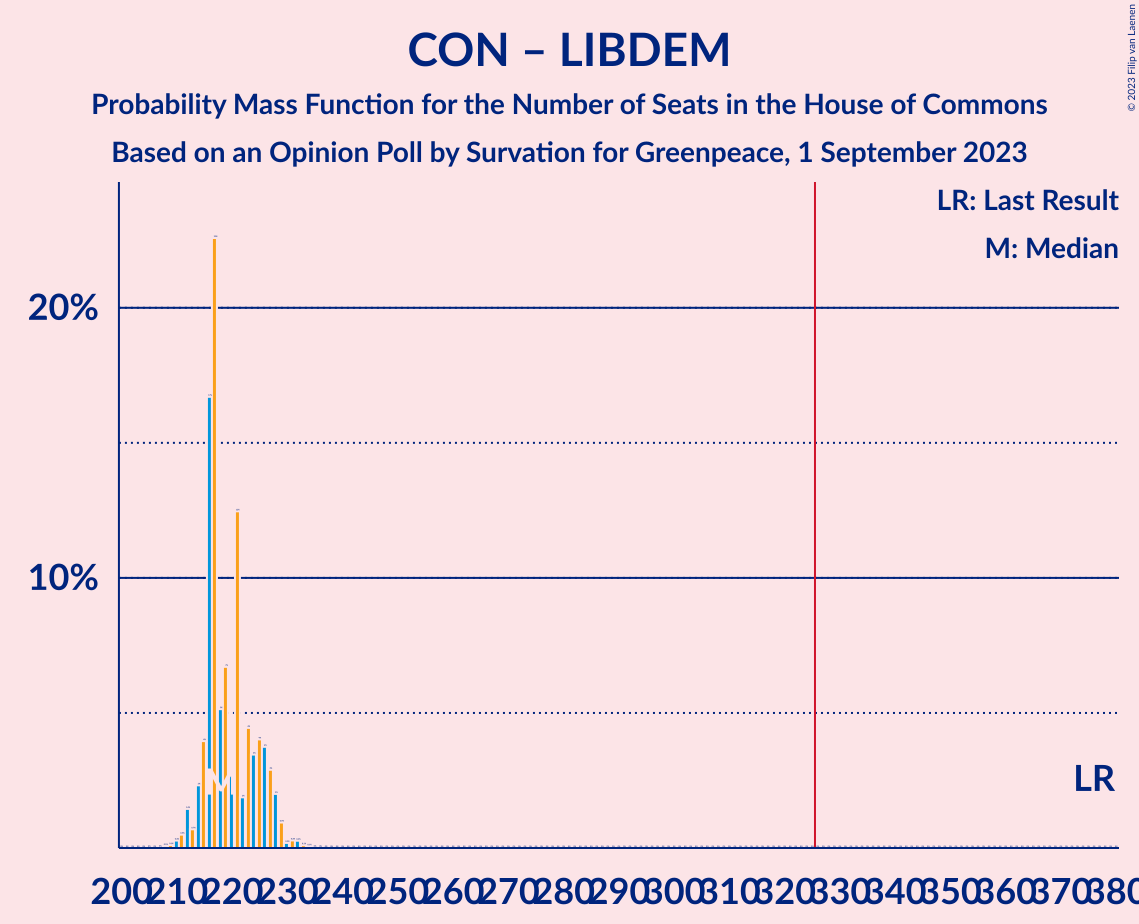 CON – LIBDEM
Probability Mass Function for the Number of Seats in the House of Commons
Based on an Opinion Poll by Survation for Greenpeace, 1 September 2023
© 2023 Filip van Laenen
LR: Last Result
M: Median
20%
10%
M
LR
200 210 220 230 240 250 260 270 280 290 300 310 320 330 340 350 360 370 380